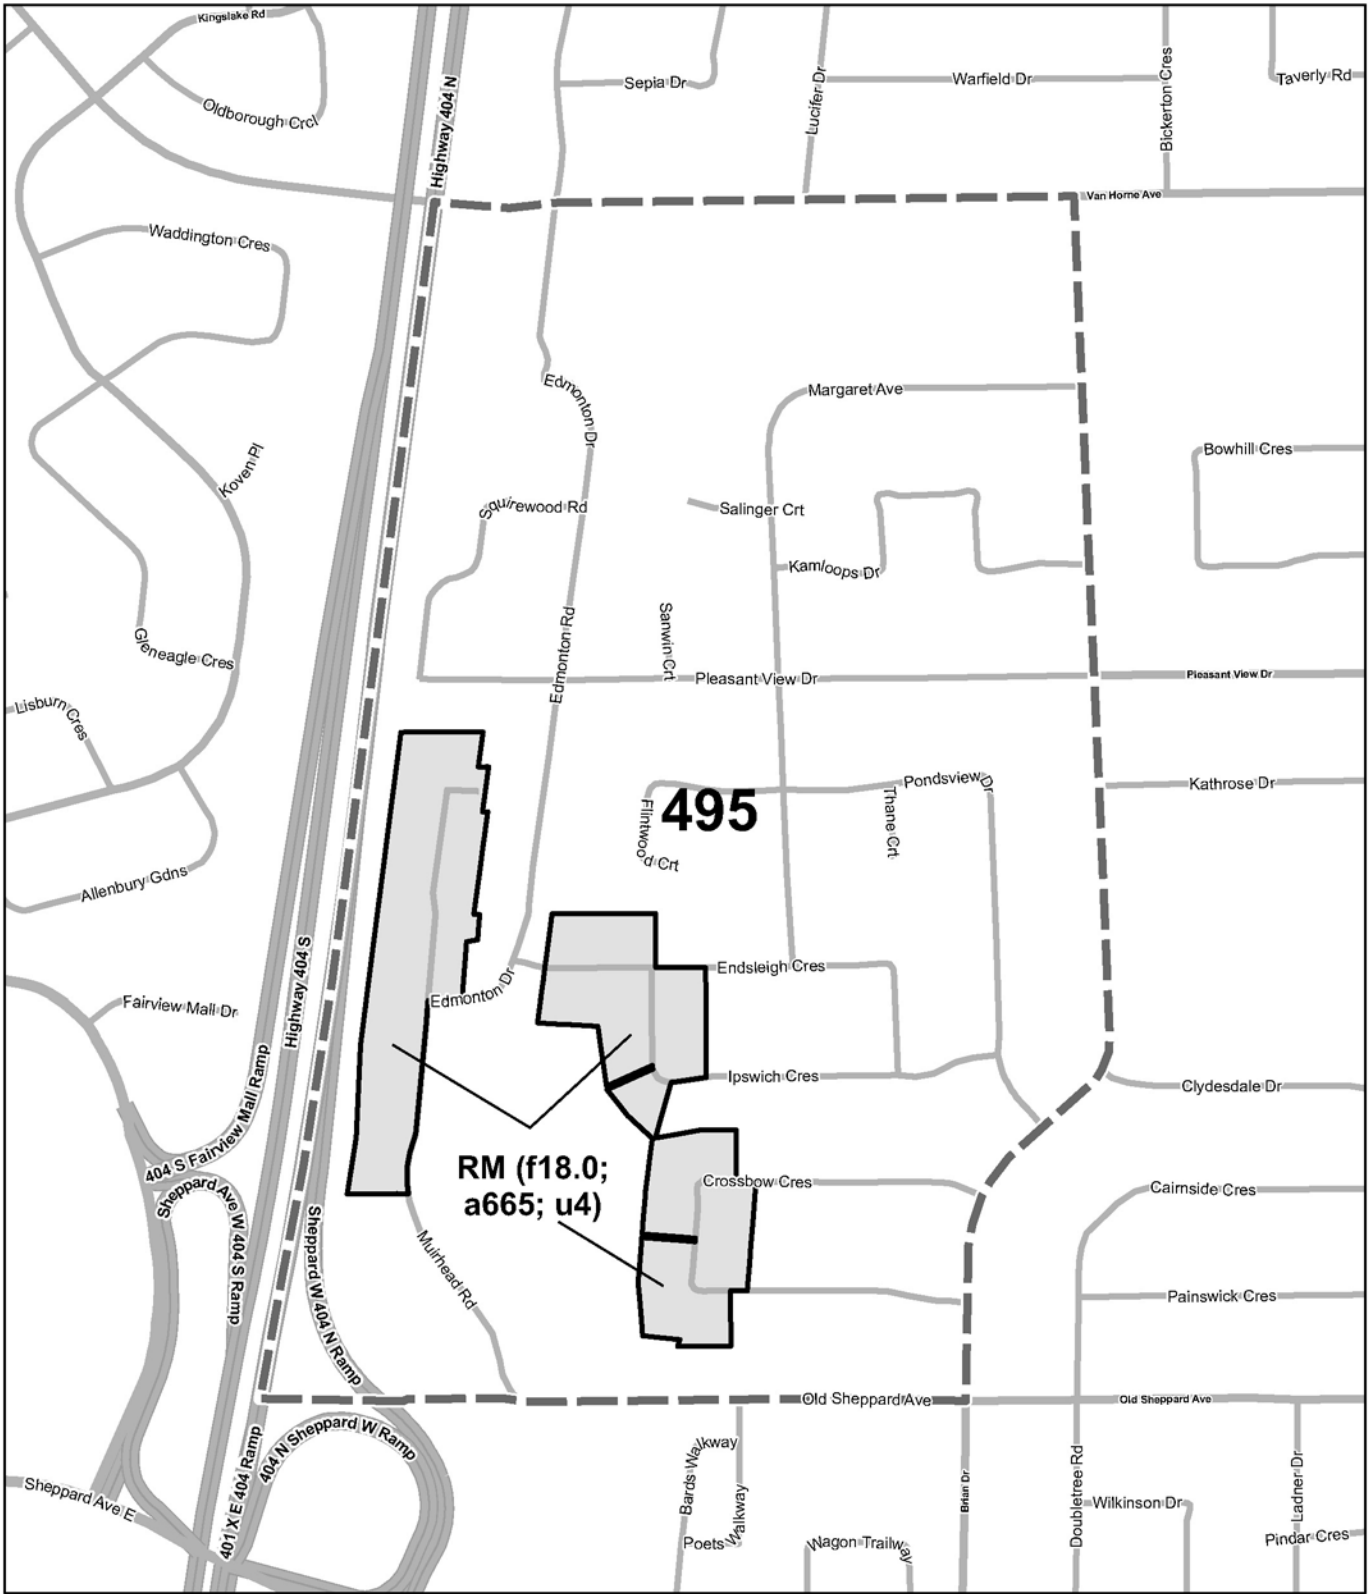 Kingslake Rd
Oldborough Crcl
Highway 404 N
Sepia Dr
Lucifer Dr
Warfield Dr
Bickerton Cres
Taverly Rd
Van Horne Ave
Waddington Cres
Edmonton Dr
Margaret Ave
Bowhill Cres
Koven Pl
Squirewood Rd
Salinger Crt
Kamloops Dr
Gleneagle Cres
Edmonton Rd
Sanwin Crt
Pleasant View Dr
Pleasant View Dr
Lisburn Cres
Pondsview Dr
Kathrose Dr
495
Flintwood Crt
Thane Crt
Allenbury Gdns
Highway 404 S
Endsleigh Cres
Edmonton Dr
Fairview Mall Dr
Ipswich Cres
Clydesdale Dr
404 S Fairview Mall Ramp
RM (f18.0;
a665; u4)
Crossbow Cres
Cairnside Cres
Sheppard Ave W 404 S Ramp
Sheppard W 404 N Ramp
Muirhead Rd
Painswick Cres
Old Sheppard Ave
Old Sheppard Ave
404 N Sheppard W Ramp
401 X E 404 Ramp
Sheppard Ave E
Bards Walkway
Poets Walkway
Wagon Trailway
Brian Dr
Doubletree Rd
Wilkinson Dr
Ladner Dr
Pindar Cres